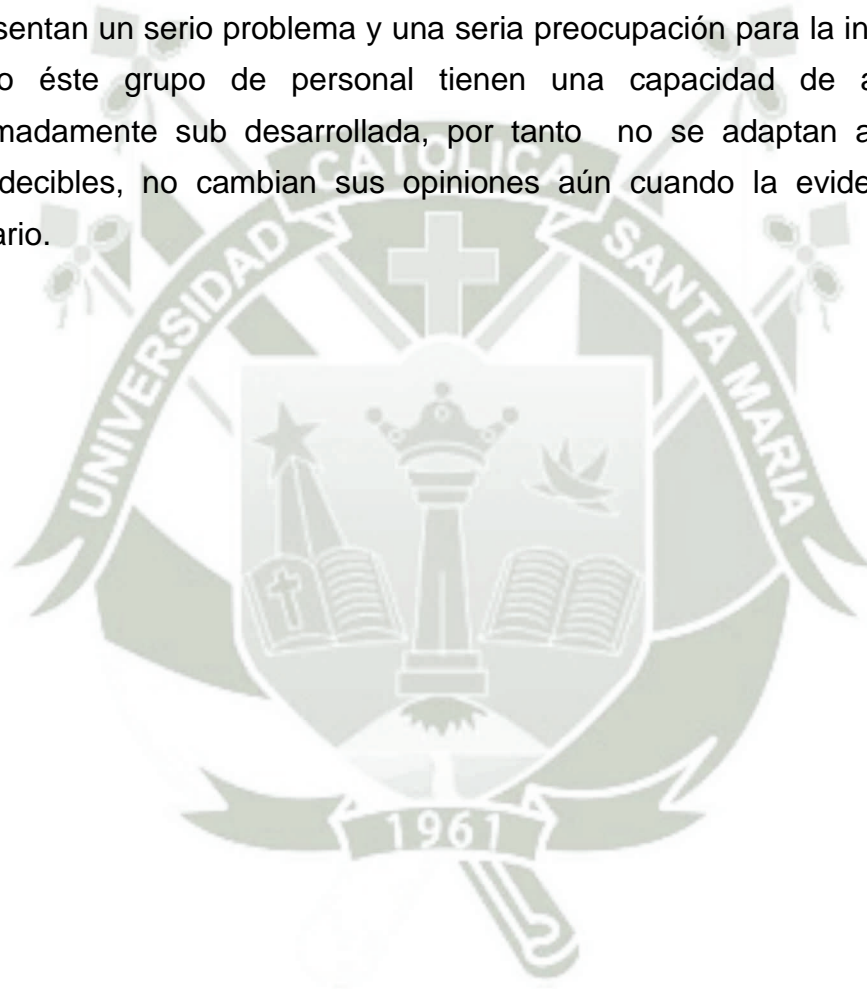 sentan un serio problema y una seria preocupación para la in
o éste grupo de personal tienen una capacidad de a
madamente sub desarrollada, por tanto no se adaptan a
decibles, no cambian sus opiniones aún cuando la evide
ario.
UNIVERSIDAD CATOLICA SANTA MARIA
1961